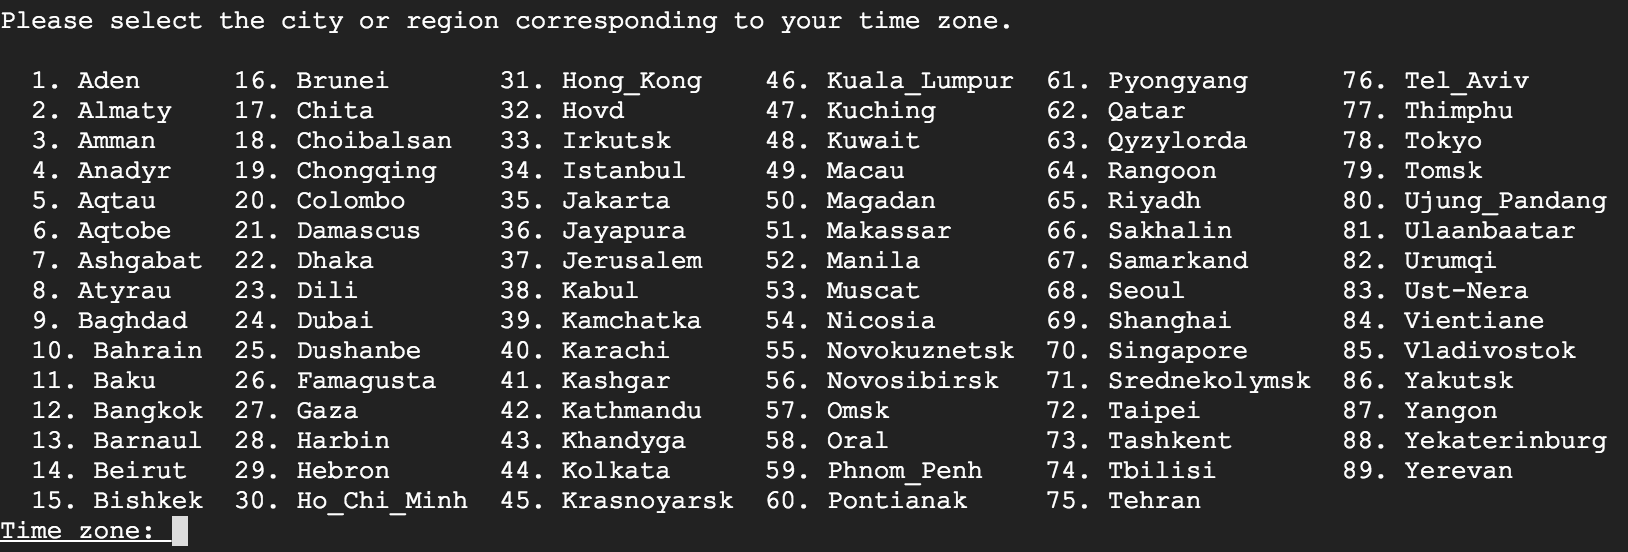 Please select the city or region corresponding to your time zone.

  1. Aden      16. Brunei      31. Hong_Kong    46. Kuala_Lumpur  61. Pyongyang      76. Tel_Aviv
  2. Almaty    17. Chita       32. Hovd         47. Kuching       62. Qatar          77. Thimphu
  3. Amman     18. Choibalsan  33. Irkutsk      48. Kuwait        63. Qyzylorda      78. Tokyo
  4. Anadyr    19. Chongqing   34. Istanbul     49. Macau         64. Rangoon        79. Tomsk
  5. Aqtau     20. Colombo     35. Jakarta      50. Magadan       65. Riyadh         80. Ujung_Pandang
  6. Aqtobe    21. Damascus    36. Jayapura     51. Makassar      66. Sakhalin       81. Ulaanbaatar
  7. Ashgabat  22. Dhaka       37. Jerusalem    52. Manila        67. Samarkand      82. Urumqi
  8. Atyrau    23. Dili        38. Kabul        53. Muscat        68. Seoul          83. Ust-Nera
  9. Baghdad   24. Dubai       39. Kamchatka    54. Nicosia       69. Shanghai       84. Vientiane
  10. Bahrain  25. Dushanbe    40. Karachi      55. Novokuznetsk  70. Singapore      85. Vladivostok
  11. Baku     26. Famagusta   41. Kashgar      56. Novosibirsk   71. Srednekolymsk  86. Yakutsk
  12. Bangkok  27. Gaza        42. Kathmandu    57. Omsk          72. Taipei         87. Yangon
  13. Barnaul  28. Harbin      43. Khandyga     58. Oral          73. Tashkent       88. Yekaterinburg
  14. Beirut   29. Hebron      44. Kolkata      59. Phnom_Penh    74. Tbilisi        89. Yerevan
  15. Bishkek  30. Ho_Chi_Minh  45. Krasnoyarsk  60. Pontianak     75. Tehran
Time zone: